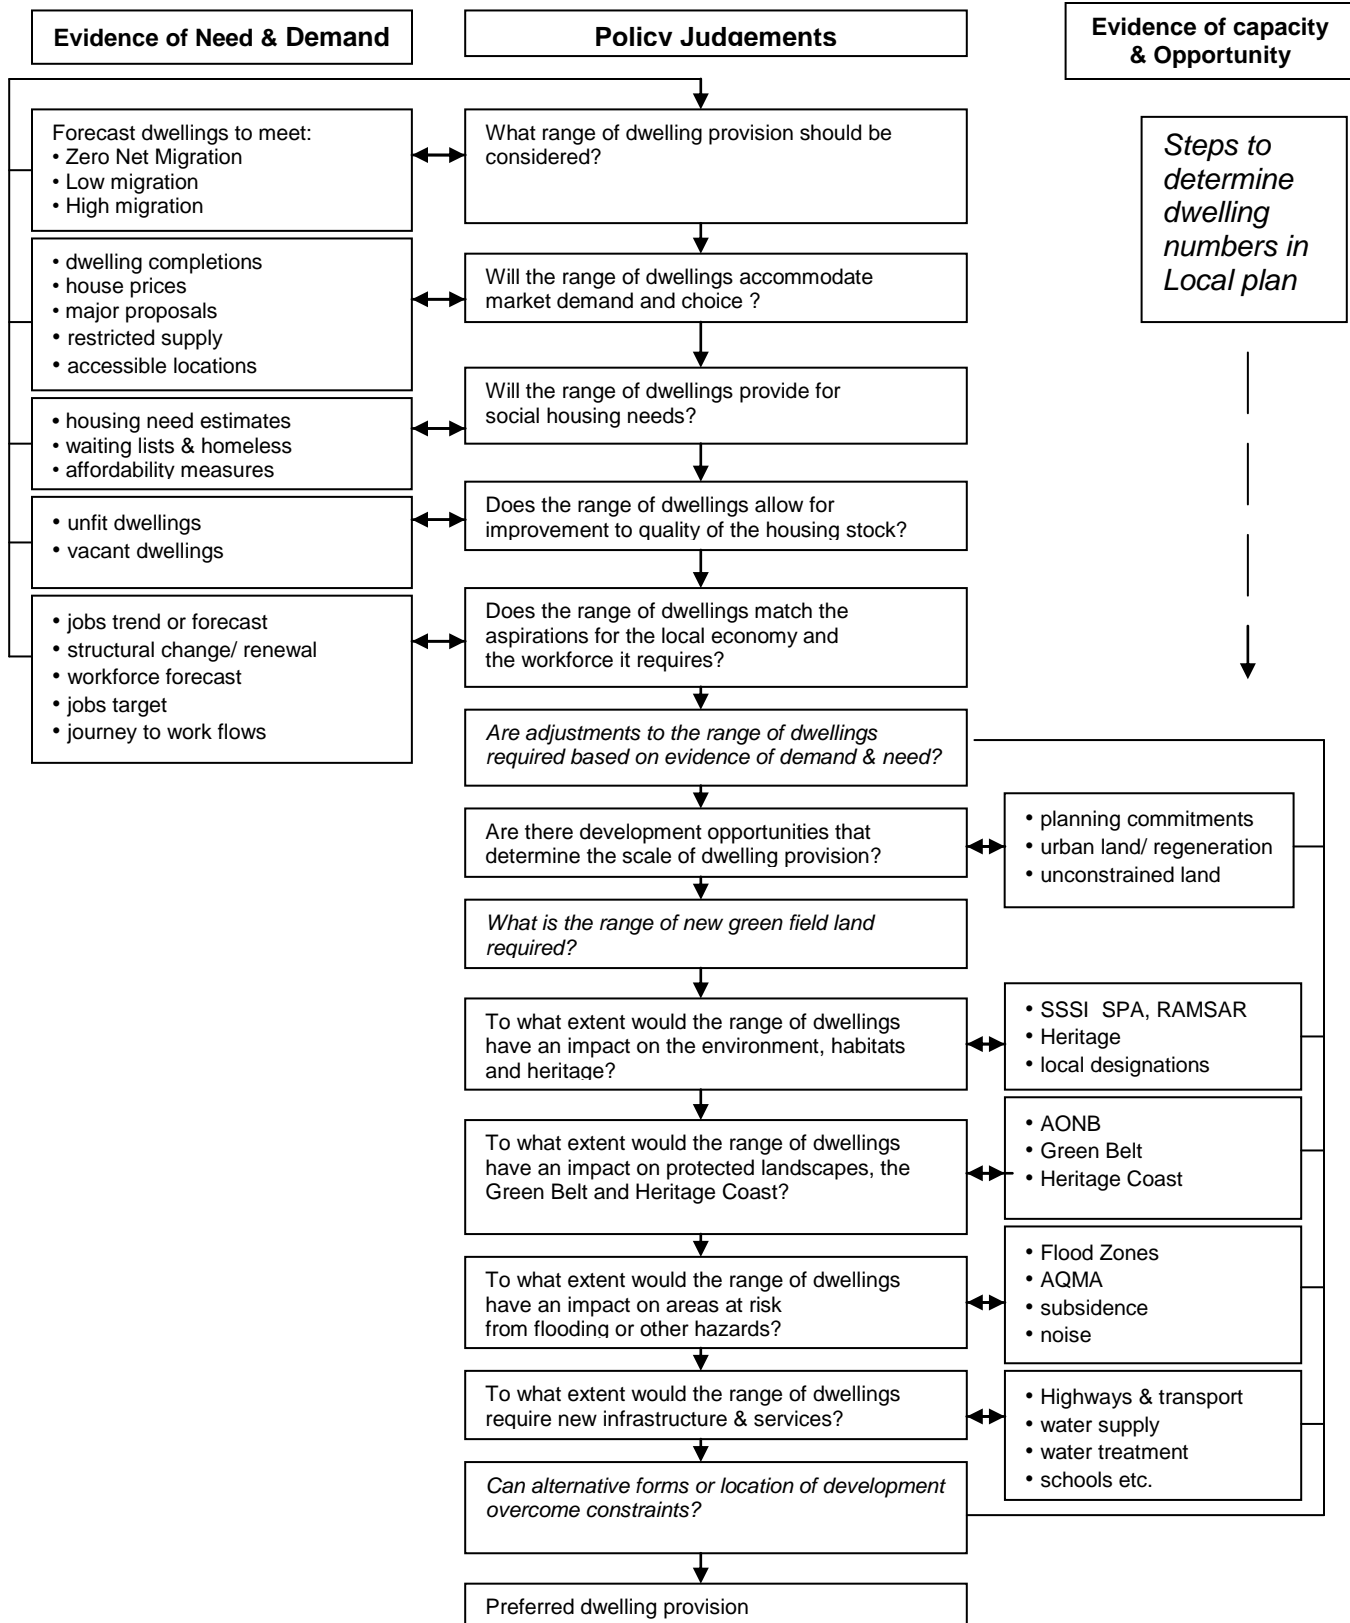 Evidence of Need & Demand
Policy Judgements
Evidence of capacity
& Opportunity
Steps to
determine
dwelling
numbers in
Local plan
Forecast dwellings to meet:
• Zero Net Migration
• Low migration
• High migration
What range of dwelling provision should be
considered?
• dwelling completions
• house prices
• major proposals
• restricted supply
• accessible locations
Will the range of dwellings accommodate
market demand and choice ?
• housing need estimates
• waiting lists & homeless
• affordability measures
Will the range of dwellings provide for
social housing needs?
• unfit dwellings
• vacant dwellings
Does the range of dwellings allow for
improvement to quality of the housing stock?
• jobs trend or forecast
• structural change/ renewal
• workforce forecast
• jobs target
• journey to work flows
Does the range of dwellings match the
aspirations for the local economy and
the workforce it requires?
Are adjustments to the range of dwellings
required based on evidence of demand & need?
Are there development opportunities that
determine the scale of dwelling provision?
• planning commitments
• urban land/ regeneration
• unconstrained land
What is the range of new green field land
required?
To what extent would the range of dwellings
have an impact on the environment, habitats
and heritage?
• SSSI SPA, RAMSAR
• Heritage
• local designations
To what extent would the range of dwellings
have an impact on protected landscapes, the
Green Belt and Heritage Coast?
• AONB
• Green Belt
• Heritage Coast
To what extent would the range of dwellings
have an impact on areas at risk
from flooding or other hazards?
• Flood Zones
• AQMA
• subsidence
• noise
To what extent would the range of dwellings
require new infrastructure & services?
• Highways & transport
• water supply
• water treatment
• schools etc.
Can alternative forms or location of development
overcome constraints?
Preferred dwelling provision